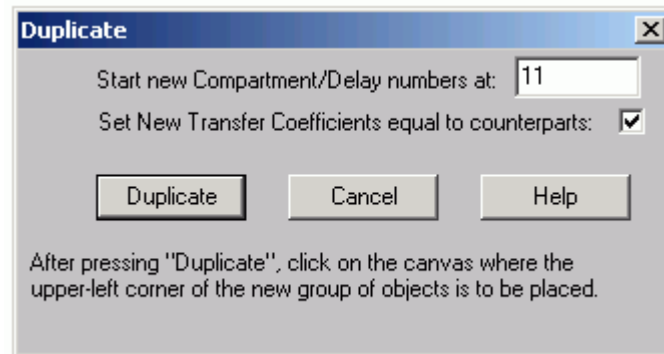 Duplicate
Start new Compartment/Delay numbers at: 11
Set New Transfer Coefficients equal to counterparts:
Duplicate Cancel Help
After pressing "Duplicate", click on the canvas where the
upper-left corner of the new group of objects is to be placed.